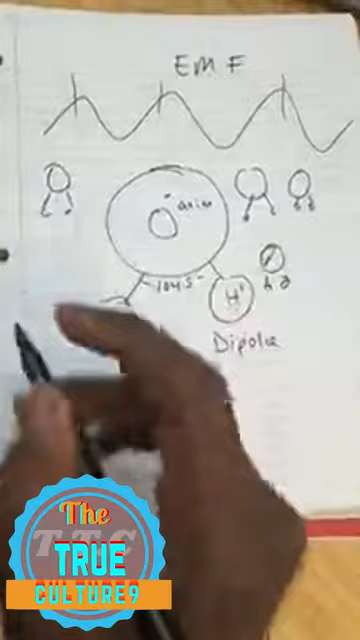 EMF
104.5°
H+
Dipole
The
T T C
TRUE
CULTURE9